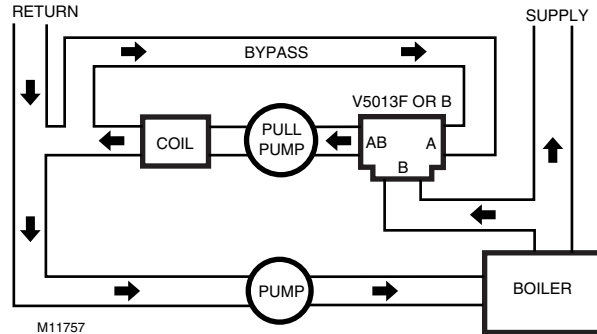 RETURN
SUPPLY
BYPASS
V5013F OR B
COIL
PULL
PUMP
AB
A
B
PUMP
BOILER
M11757